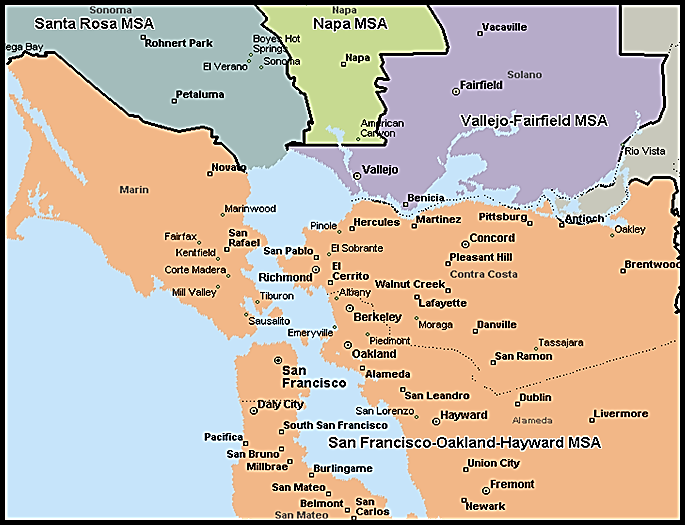 Sonoma
Santa Rosa MSA
Napa MSA
Vacaville
Rohnert Park
Boyes Hot
Springs
ega Bay
El Verano
Sonoma
Napa
Solano
Fairfield
Petaluma
Vallejo-Fairfield MSA
American
Canyon
Rio Vista
Vallejo
Novato
Marin
Benicia
Marinwood
Hercules
Martinez
Pittsburg
Antioch
Pinole
Oakley
Fairfax
San
Rafael
Kentfield
San Pablo
El Sobrante
Concord
Pleasant Hill
Corte Madera
Richmond
El
Cerrito
Contra Costa
Brentwoo
Mill Valley
Tiburon
Albany
Walnut Creek
Lafayette
Sausalito
Berkeley
Moraga
Danville
Emeryville
Piedmont
Tassajara
Oakland
San Ramon
San
Francisco
Alameda
San Leandro
Dublin
Daly City
San Lorenzo
Hayward
Alameda
Livermore
South San Francisco
Pacifica
San Francisco-Oakland-Hayward MSA
San Bruno
Millbrae
Burlingame
Union City
San Mateo
Fremont
Belmont
San
Carlos
Newark
San Mateo